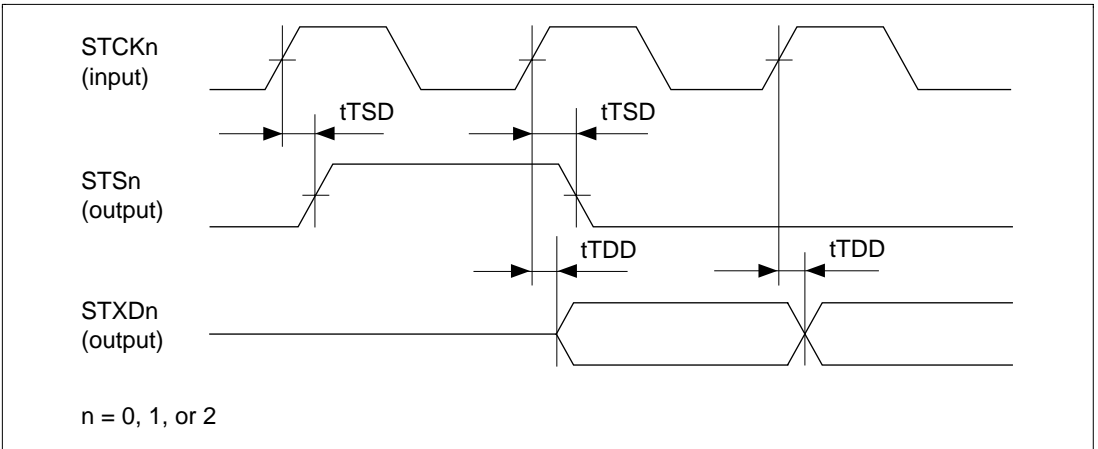 STCKn
(input)
tTSD
tTSD
STSn
(output)
tTDD
tTDD
STXDn
(output)
n = 0, 1, or 2